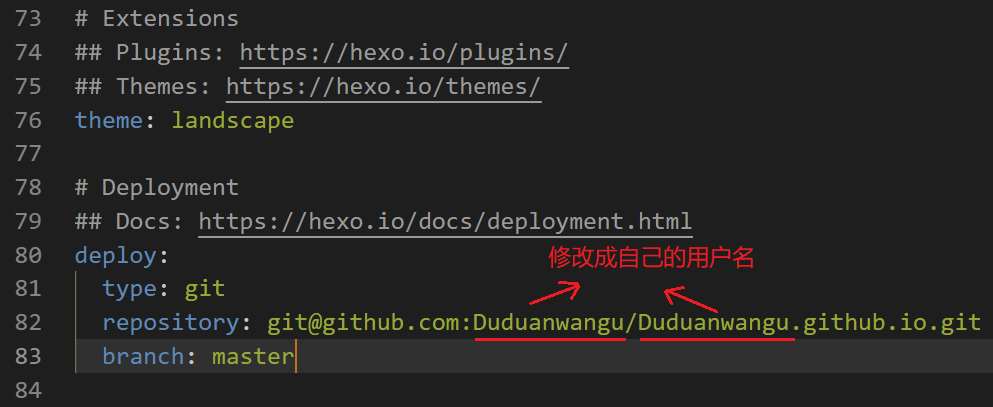 73 # Extensions
74 ## Plugins: https://hexo.io/plugins/
75 ## Themes: https://hexo.io/themes/
76 theme: landscape
77
78 # Deployment
79 ## Docs: https://hexo.io/docs/deployment.html
80 deploy:
修改成自己的用户名
81   type: git
82   repository: git@github.com:Duduanwangu/Duduanwangu.github.io.git
83   branch: master
84